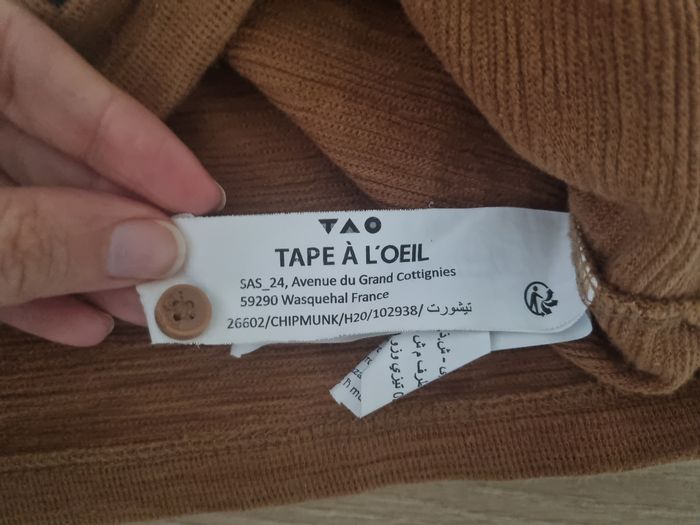 TAO
TAPE À L'OEIL
SAS_24, Avenue du Grand Cottignies
59290 Wasquehal France
26602/CHIPMUNK/H20/102938/ تيشورت